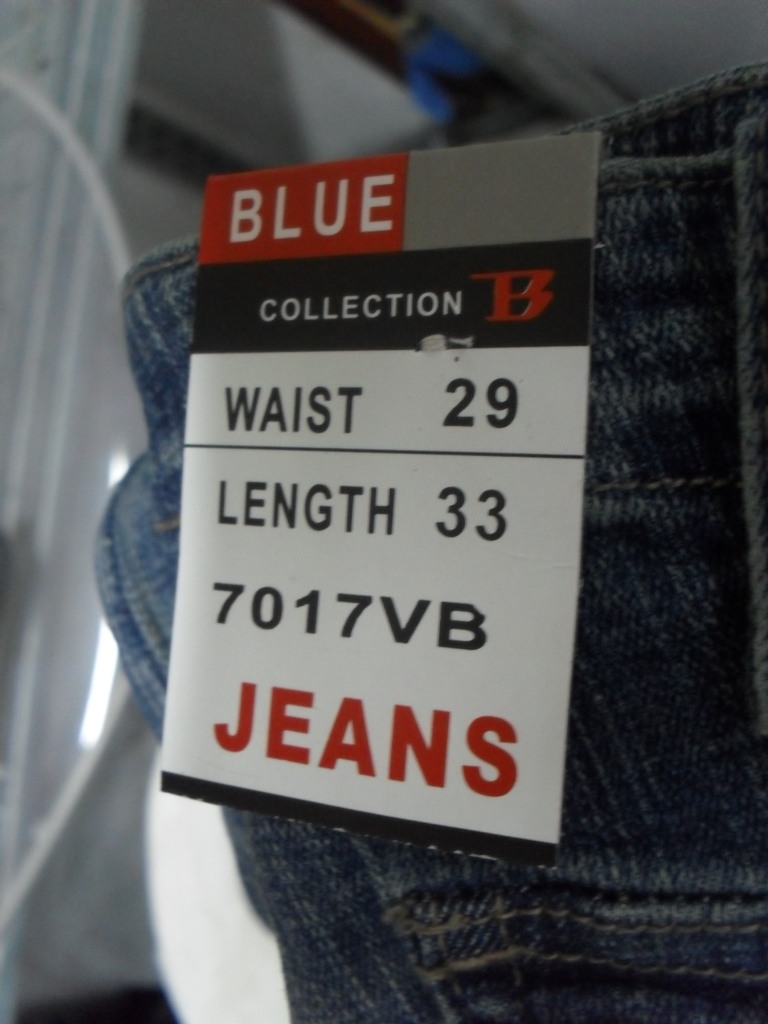 BLUE
COLLECTION B
WAIST 29
LENGTH 33
7017VB
JEANS